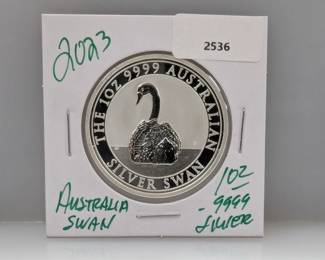 2023
2536
THE 1OZ 9999 AUSTRALIAN
SILVER SWAN
AUSTRALIA
SWAN
1OZ
.9999
SILVER